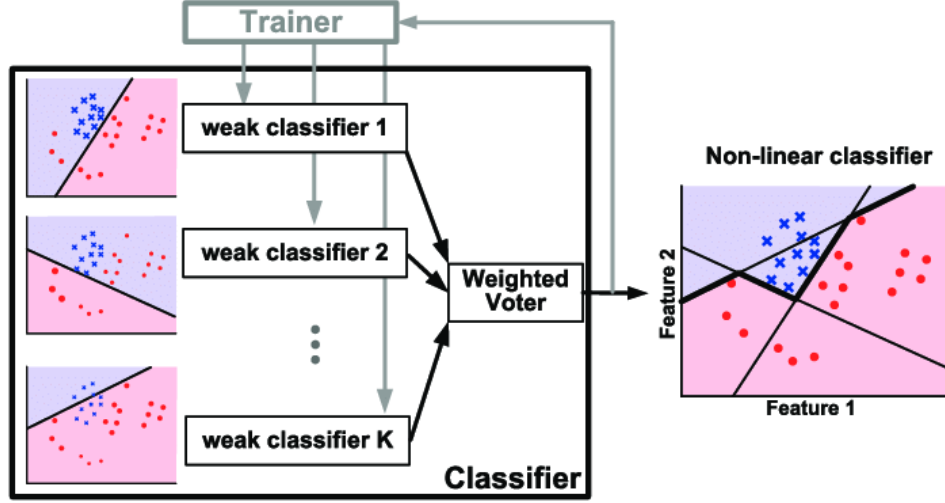 Trainer
weak classifier 1
weak classifier 2
weak classifier K
Weighted
Voter
Classifier
Non-linear classifier
Feature 2
Feature 1